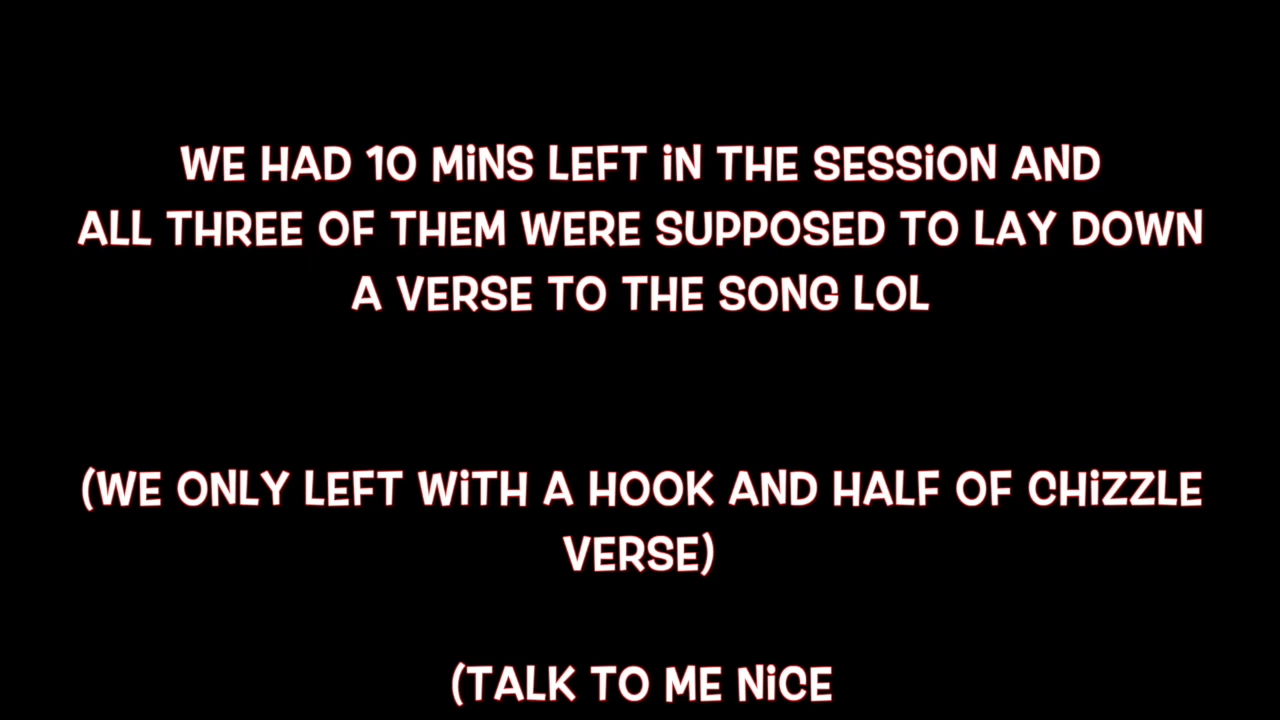 WE HAD 10 MiNS LEFT iN THE SESSiON AND
ALL THREE OF THEM WERE SUPPOSED TO LAY DOWN
A VERSE TO THE SONG LOL
(WE ONLY LEFT WiTH A HOOK AND HALF OF CHiZZLE
VERSE)
(TALK TO ME NiCE